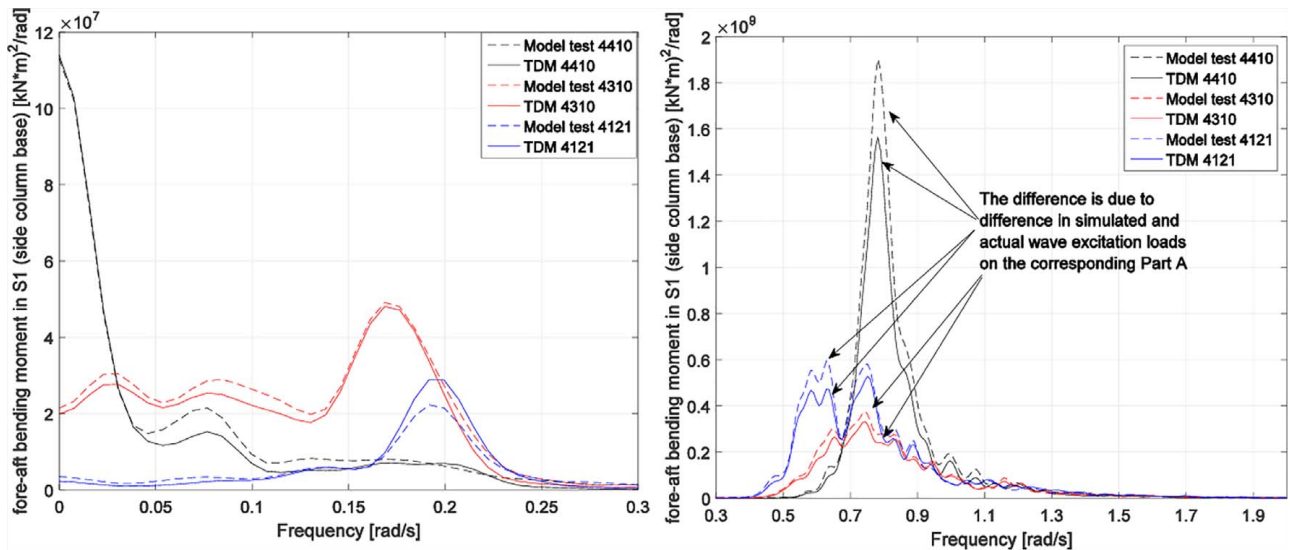 ×10⁷
fore-aft bending moment in S1 (side column base) [kN*m)²/rad]
12
10
8
6
4
2
0
Model test 4410
TDM 4410
Model test 4310
TDM 4310
Model test 4121
TDM 4121
0 0.05 0.1 0.15 0.2 0.25 0.3
Frequency [rad/s]
×10⁹
fore-aft bending moment in S1 (side column base) [kN*m)²/rad]
2
1.8
1.6
1.4
1.2
1
0.8
0.6
0.4
0.2
0
Model test 4410
TDM 4410
Model test 4310
TDM 4310
Model test 4121
TDM 4121
The difference is due to
difference in simulated and
actual wave excitation loads
on the corresponding Part A
0.3 0.5 0.7 0.9 1.1 1.3 1.5 1.7 1.9
Frequency [rad/s]